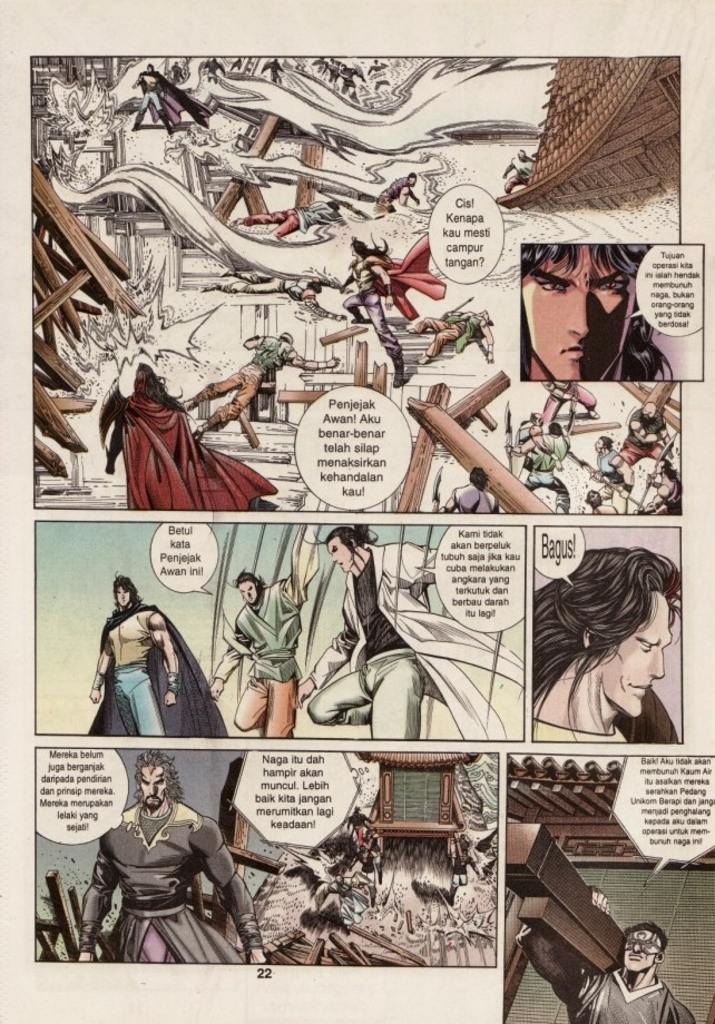 Cis!
Kenapa
kau mesti
campur
tangan?
Tujuan
operasi kita
ini ialah hendak
membunuh
naga, bukan
orang-orang
yang tidak
berdosa!
Penjejak
Awan! Aku
benar-benar
telah silap
menaksirkan
kehandalan
kau!
Betul
kata
Penjejak
Awan ini!
Kami tidak
akan berpeluk
tubuh saja jika kau
cuba melakukan
angkara yang
terkutuk dan
berbau darah
itu lagi!
Bagus!
Mereka belum
juga berganjak
daripada pendirian
dan prinsip mereka.
Mereka merupakan
lelaki yang
sejati!
Naga itu dah
hampir akan
muncul. Lebih
baik kita jangan
merumitkan lagi
keadaan!
Baik! Aku tidak akan
membunuh Kaum Air
itu asalkan mereka
serahkan Pedang
Unikorn Berapi dan janga
menjadi penghalang
kepada aku dalam
operasi untuk mem-
bunuh naga ini!
22